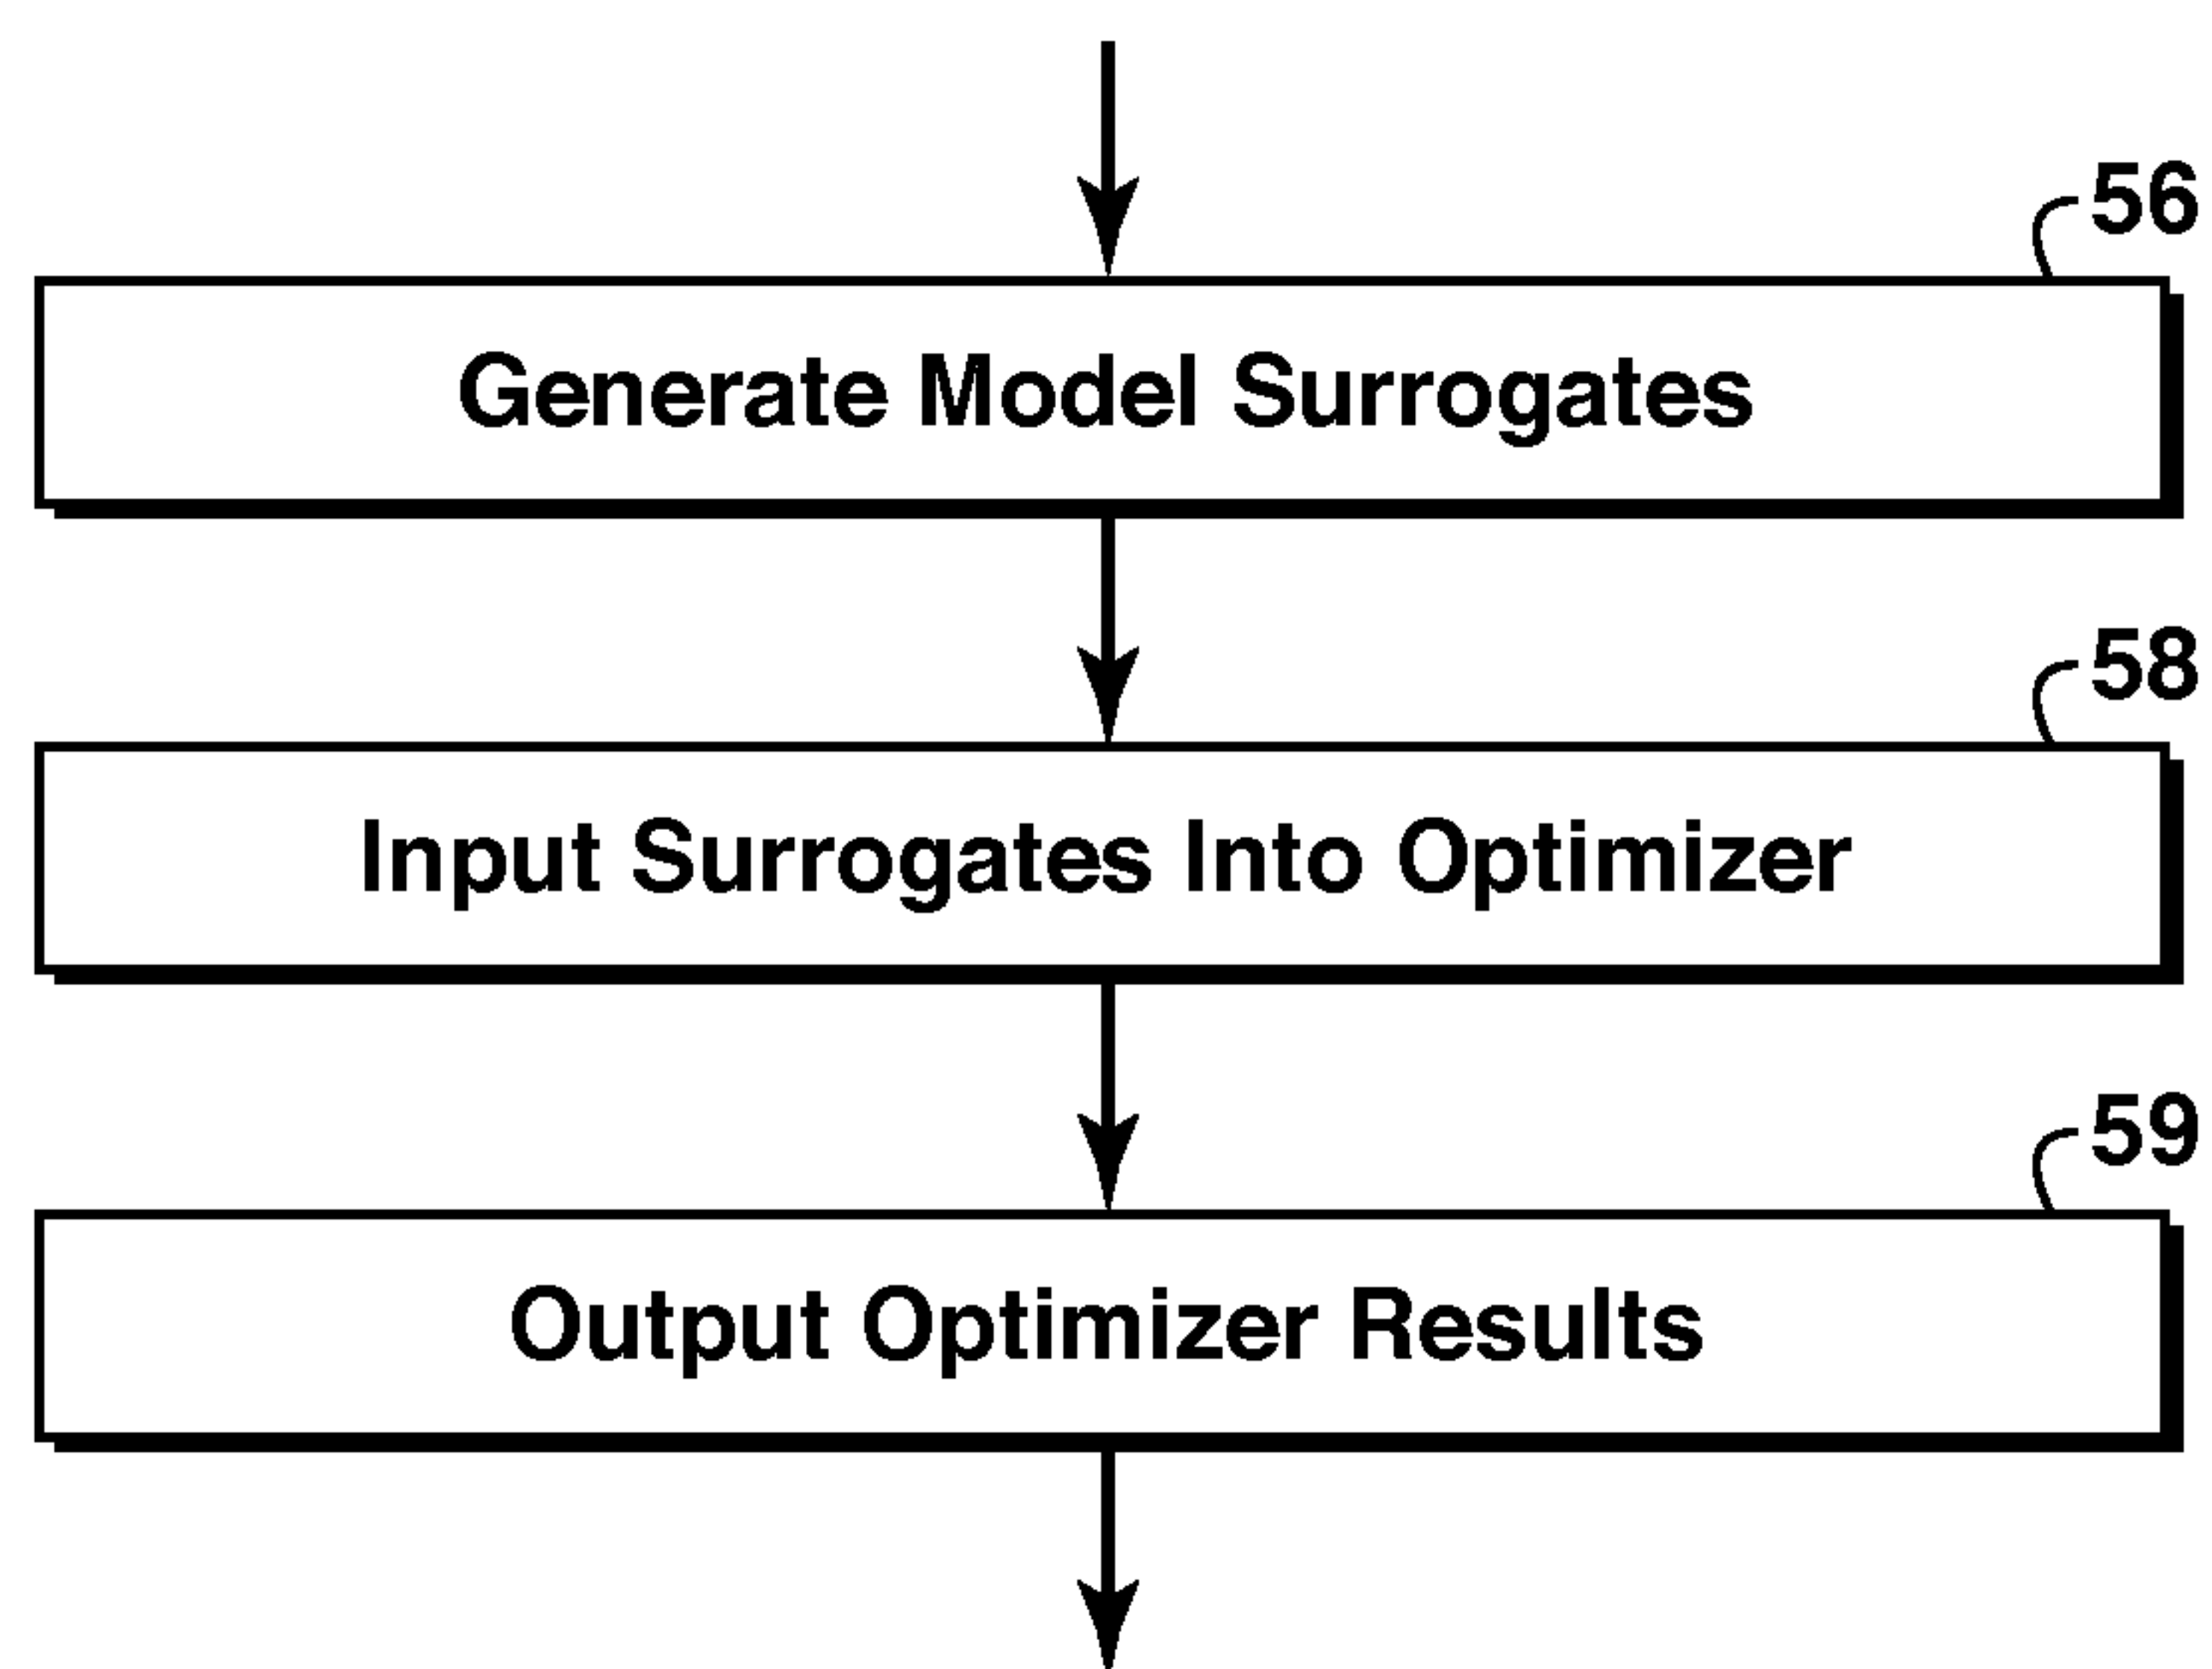 56
Generate Model Surrogates
58
Input Surrogates Into Optimizer
59
Output Optimizer Results